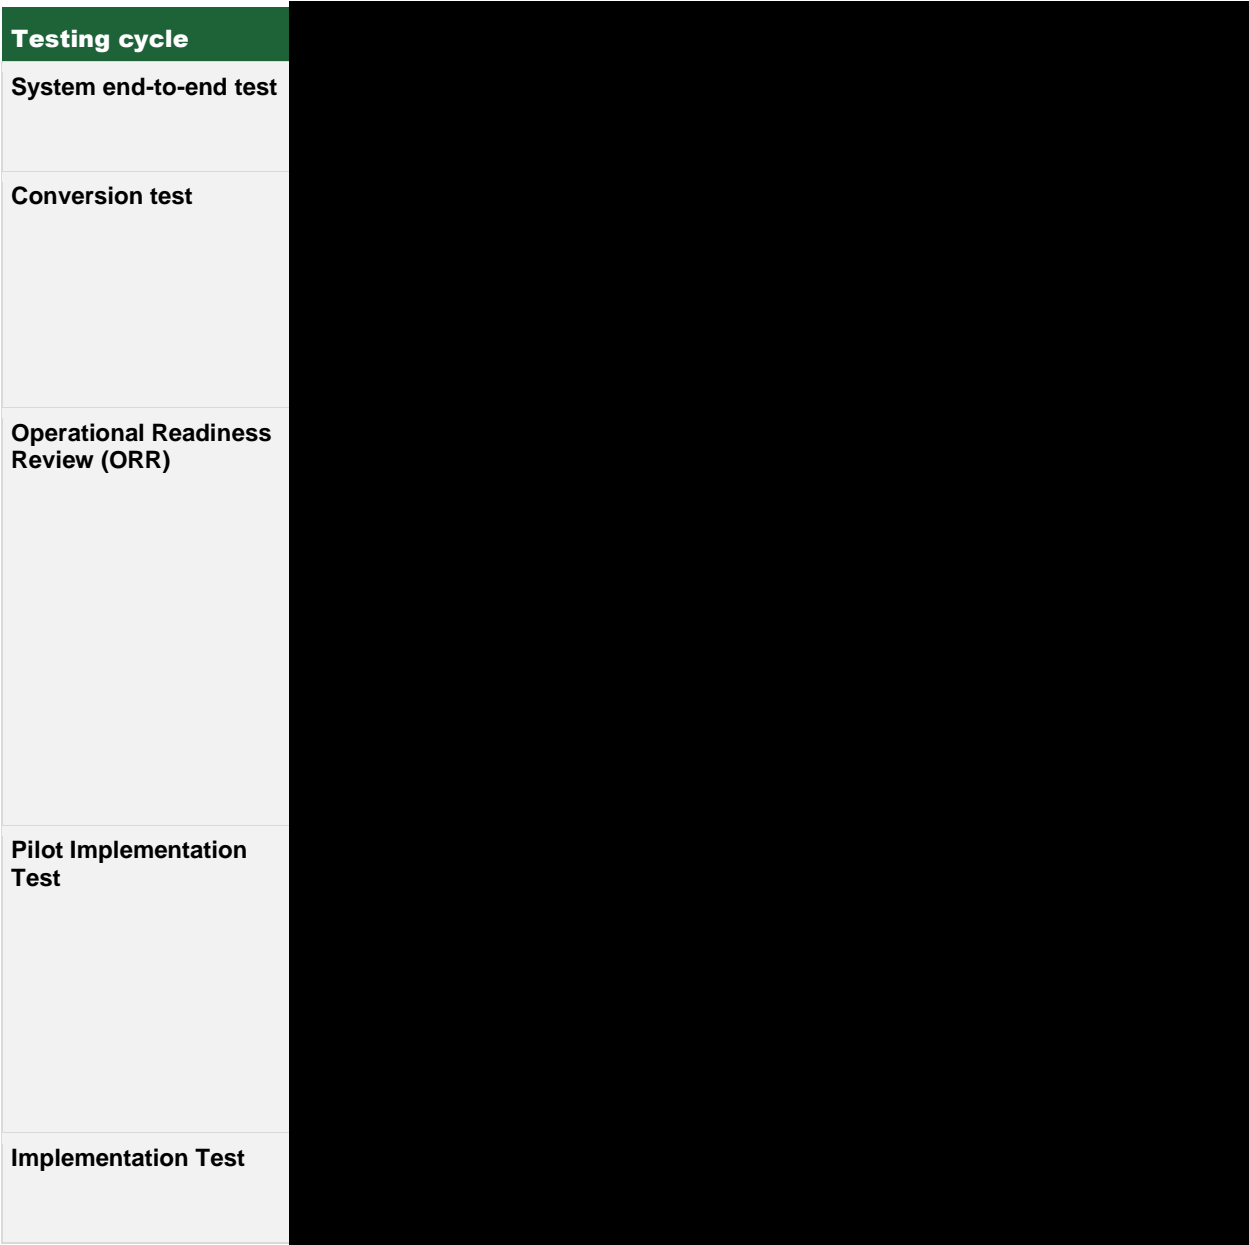 Testing cycle
System end-to-end test
Conversion test
Operational Readiness
Review (ORR)
Pilot Implementation
Test
Implementation Test